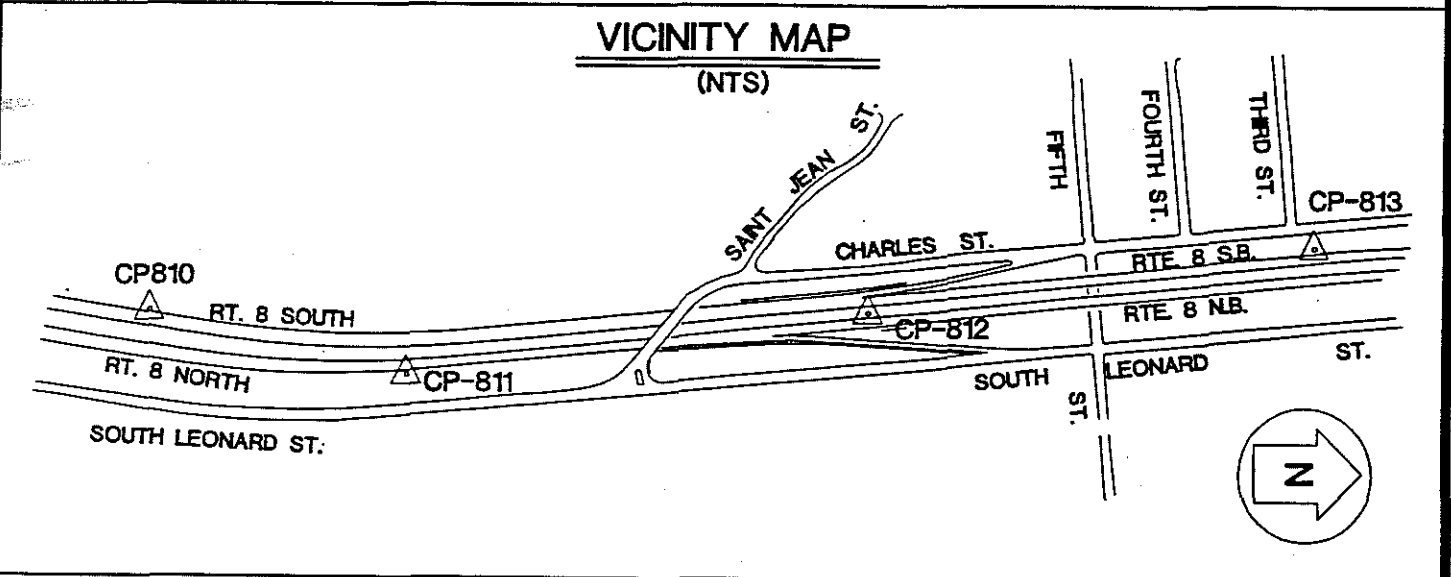 VICINITY MAP
(NTS)
SAINT JEAN ST.
FIFTH ST.
FOURTH ST.
THIRD ST.
CP-813
CHARLES ST.
RTE. 8 S.B.
CP810
RT. 8 SOUTH
CP-812
RTE. 8 N.B.
RT. 8 NORTH
CP-811
SOUTH LEONARD ST.
SOUTH LEONARD ST.
N